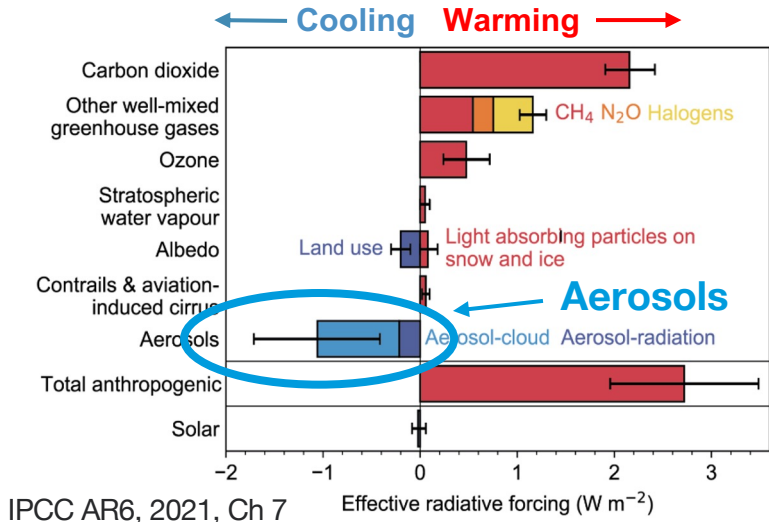 Cooling Warming
Carbon dioxide
Other well-mixed
greenhouse gases
CH₄ N₂O Halogens
Ozone
Stratospheric
water vapour
Albedo
Land use
Light absorbing particles on
snow and ice
Contrails & aviation-
induced cirrus
Aerosols
Aerosols
Aerosol-cloud Aerosol-radiation
Total anthropogenic
Solar
−2 −1 0 1 2 3
IPCC AR6, 2021, Ch 7
Effective radiative forcing (W m⁻²)